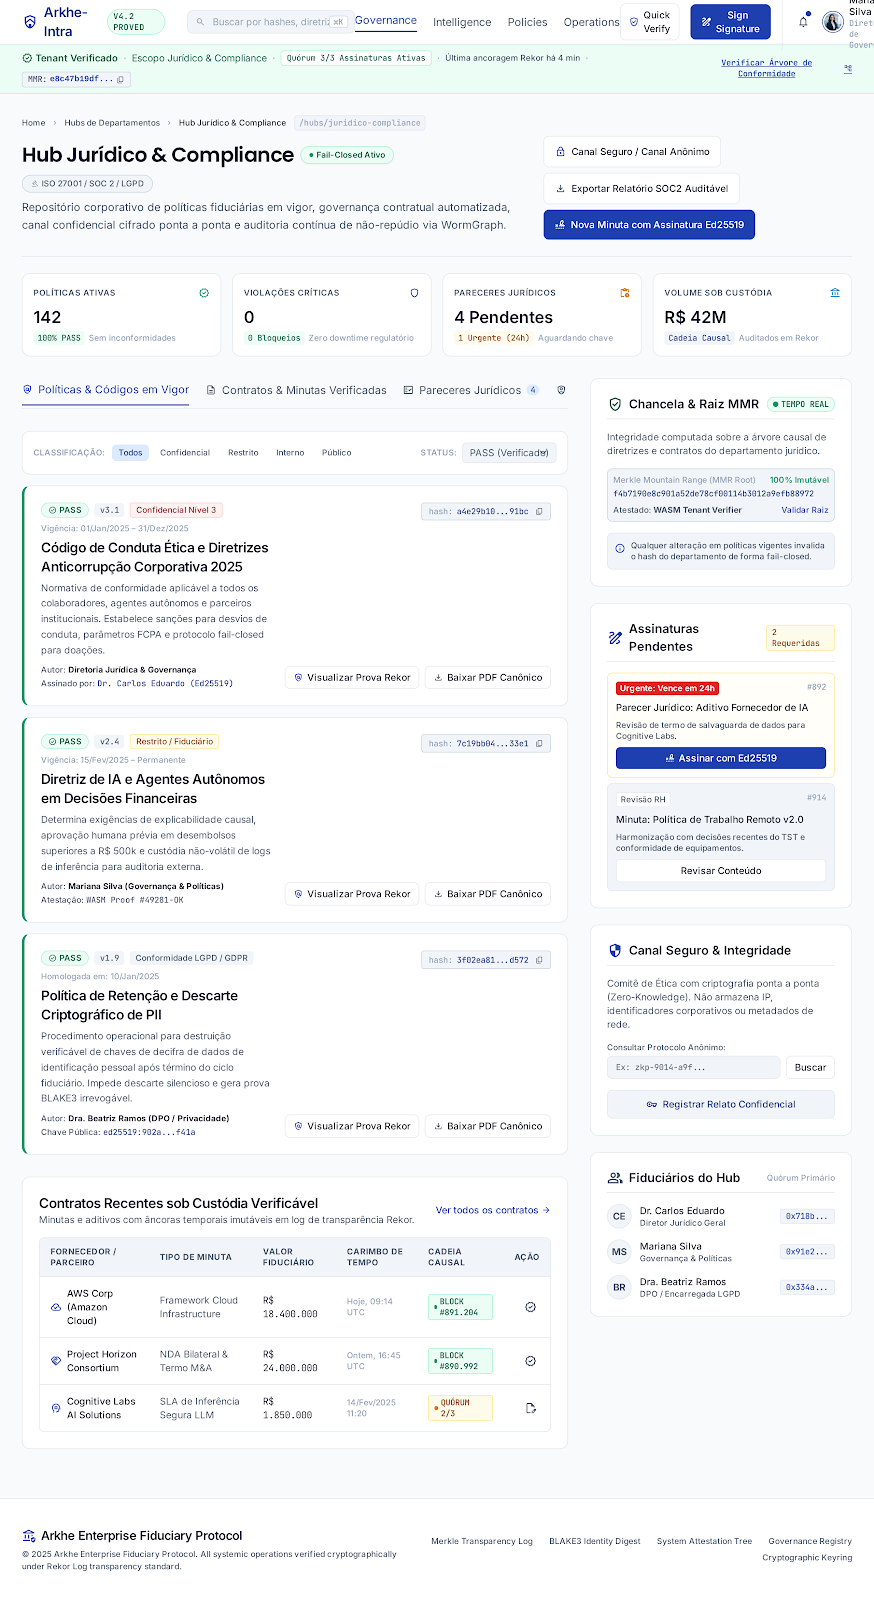 Arkhe-
Intra
V4.2
PROVED
Buscar por hashes, diretriz
⌘K
Governance
Intelligence
Policies
Operations
Quick
Verify
Sign
Signature
Maria
Silva
Diret
de
Gover
Tenant Verificado · Escopo Jurídico & Compliance · Quórum 3/3 Assinaturas Ativas · Última ancoragem Rekor há 4 min ·
MMR: e8c47b19df...
Verificar Árvore de
Conformidade
Home › Hubs de Departamentos › Hub Jurídico & Compliance /hubs/juridico-compliance
Hub Jurídico & Compliance
Fail-Closed Ativo
ISO 27001 / SOC 2 / LGPD
Repositório corporativo de políticas fiduciárias em vigor, governança contratual automatizada,
canal confidencial cifrado ponta a ponta e auditoria contínua de não-repúdio via WormGraph.
Canal Seguro / Canal Anônimo
Exportar Relatório SOC2 Auditável
Nova Minuta com Assinatura Ed25519
POLÍTICAS ATIVAS
142
100% PASS Sem inconformidades
VIOLAÇÕES CRÍTICAS
0
0 Bloqueios Zero downtime regulatório
PARECERES JURÍDICOS
4 Pendentes
1 Urgente (24h) Aguardando chave
VOLUME SOB CUSTÓDIA
R$ 42M
Cadeia Causal Auditados em Rekor
Políticas & Códigos em Vigor
Contratos & Minutas Verificadas
Pareceres Jurídicos 4
CLASSIFICAÇÃO: Todos Confidencial Restrito Interno Público
STATUS: PASS (Verificado)
PASS v3.1 Confidencial Nível 3
hash: a4e29b10...91bc
Vigência: 01/Jan/2025 – 31/Dez/2025
Código de Conduta Ética e Diretrizes
Anticorrupção Corporativa 2025
Normativa de conformidade aplicável a todos os
colaboradores, agentes autônomos e parceiros
institucionais. Estabelece sanções para desvios de
conduta, parâmetros FCPA e protocolo fail-closed
para doações.
Autor: Diretoria Jurídica & Governança
Assinado por: Dr. Carlos Eduardo (Ed25519)
Visualizar Prova Rekor
Baixar PDF Canônico
PASS v2.4 Restrito / Fiduciário
hash: 7c19bb04...33e1
Vigência: 15/Fev/2025 – Permanente
Diretriz de IA e Agentes Autônomos
em Decisões Financeiras
Determina exigências de explicabilidade causal,
aprovação humana prévia em desembolsos
superiores a R$ 500k e custódia não-volátil de logs
de inferência para auditoria externa.
Autor: Mariana Silva (Governança & Políticas)
Atestação: WASM Proof #49281-OK
Visualizar Prova Rekor
Baixar PDF Canônico
PASS v1.9 Conformidade LGPD / GDPR
hash: 3f02ea81...d572
Homologada em: 10/Jan/2025
Política de Retenção e Descarte
Criptográfico de PII
Procedimento operacional para destruição
verificável de chaves de decifra de dados de
identificação pessoal após término do ciclo
fiduciário. Impede descarte silencioso e gera prova
BLAKE3 irrevogável.
Autor: Dra. Beatriz Ramos (DPO / Privacidade)
Chave Pública: ed25519:902a...f41a
Visualizar Prova Rekor
Baixar PDF Canônico
Contratos Recentes sob Custódia Verificável
Minutas e aditivos com âncoras temporais imutáveis em log de transparência Rekor.
Ver todos os contratos →
FORNECEDOR /
PARCEIRO
TIPO DE MINUTA
VALOR
FIDUCIÁRIO
CARIMBO DE
TEMPO
CADEIA
CAUSAL
AÇÃO
AWS Corp
(Amazon
Cloud)
Framework Cloud
Infrastructure
R$
18.400.000
Hoje, 09:14
UTC
BLOCK
#891.204
Project Horizon
Consortium
NDA Bilateral &
Termo M&A
R$
24.000.000
Ontem, 16:45
UTC
BLOCK
#890.992
Cognitive Labs
AI Solutions
SLA de Inferência
Segura LLM
R$
1.850.000
14/Fev/2025
11:20
QUÓRUM
2/3
Chancela & Raiz MMR
TEMPO REAL
Integridade computada sobre a árvore causal de
diretrizes e contratos do departamento jurídico.
Merkle Mountain Range (MMR Root) 100% Imutável
f4b7190e8c901a52de78cf00114b3012a9efb88972
Atestado: WASM Tenant Verifier Validar Raiz
Qualquer alteração em políticas vigentes invalida
o hash do departamento de forma fail-closed.
Assinaturas
Pendentes
2
Requeridas
Urgente: Vence em 24h
#892
Parecer Jurídico: Aditivo Fornecedor de IA
Revisão de termo de salvaguarda de dados para
Cognitive Labs.
Assinar com Ed25519
Revisão RH
#914
Minuta: Política de Trabalho Remoto v2.0
Harmonização com decisões recentes do TST e
conformidade de equipamentos.
Revisar Conteúdo
Canal Seguro & Integridade
Comitê de Ética com criptografia ponta a ponta
(Zero-Knowledge). Não armazena IP,
identificadores corporativos ou metadados de
rede.
Consultar Protocolo Anônimo:
Ex: zkp-9014-a9f...
Buscar
Registrar Relato Confidencial
Fiduciários do Hub
Quórum Primário
CE
Dr. Carlos Eduardo
Diretor Jurídico Geral
0x718b...
MS
Mariana Silva
Governança & Políticas
0x91e2...
BR
Dra. Beatriz Ramos
DPO / Encarregada LGPD
0x334a...
Arkhe Enterprise Fiduciary Protocol
© 2025 Arkhe Enterprise Fiduciary Protocol. All systemic operations verified cryptographically
under Rekor Log transparency standard.
Merkle Transparency Log
BLAKE3 Identity Digest
System Attestation Tree
Governance Registry
Cryptographic Keyring